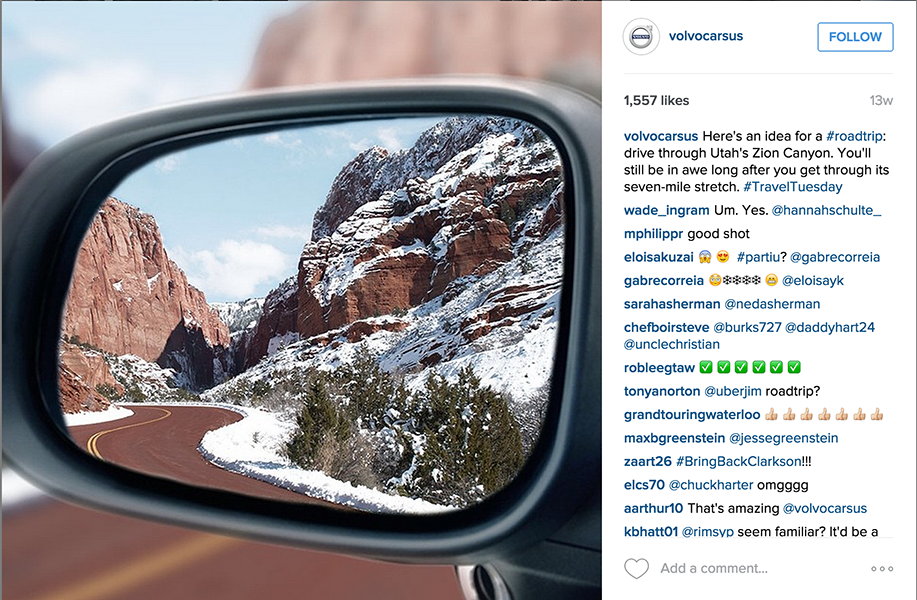 volvocarsus
FOLLOW
1,557 likes
13w
volvocarsus Here's an idea for a #roadtrip:
drive through Utah's Zion Canyon. You'll
still be in awe long after you get through its
seven-mile stretch. #TravelTuesday
wade_ingram Um. Yes. @hannahschulte_
mphilippr good shot
eloisakuzai 😱 😍 #partiu? @gabrecorreia
gabrecorreia 😳❄❄❄❄ 😁 @eloisayk
sarahasherman @nedasherman
chefboirsteve @burks727 @daddyhart24
@unclechristian
robleegtaw ✅ ✅ ✅ ✅ ✅ ✅
tonyanorton @uberjim roadtrip?
grandtouringwaterloo 👍🏼 👍🏼 👍🏼 👍🏼 👍🏼 👍🏼 👍🏼
maxbgreenstein @jessegreenstein
zaart26 #BringBackClarkson!!!
elcs70 @chuckharter omgggg
aarthur10 That's amazing @volvocarsus
kbhatt01 @rimsyp seem familiar? It'd be a
Add a comment...